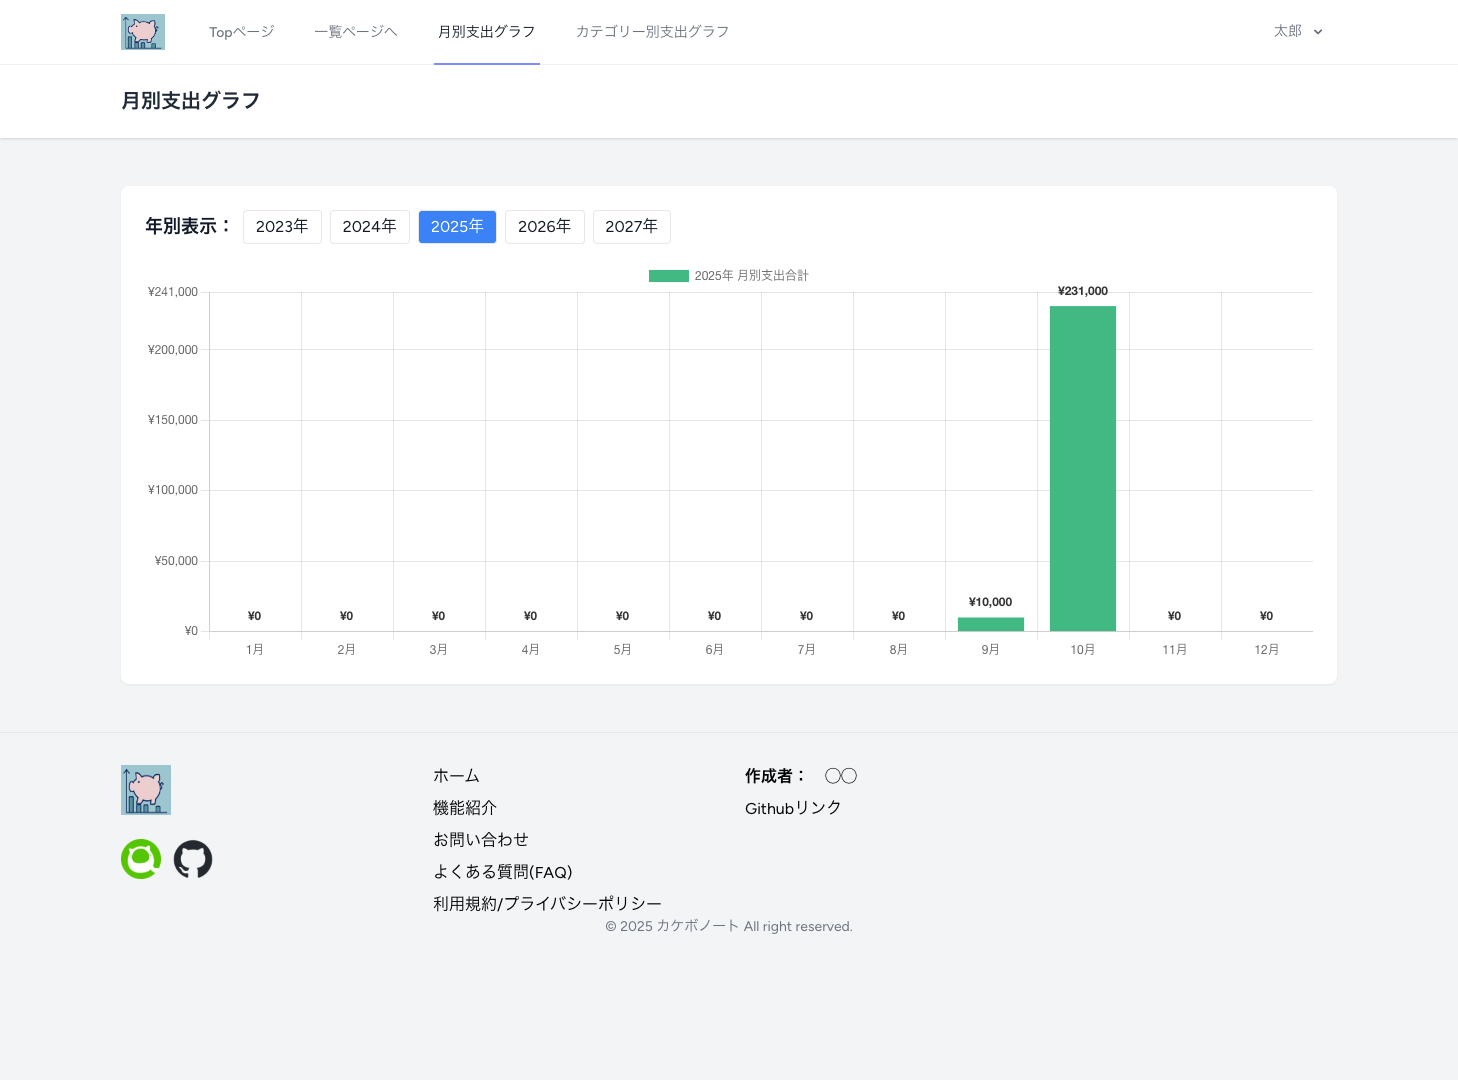 Topページ 一覧ページへ 月別支出グラフ カテゴリー別支出グラフ 太郎
月別支出グラフ
年別表示： 2023年 2024年 2025年 2026年 2027年
2025年 月別支出合計
¥241,000
¥231,000
¥200,000
¥150,000
¥100,000
¥50,000
¥10,000
¥0 ¥0 ¥0 ¥0 ¥0 ¥0 ¥0 ¥0 ¥0 ¥0
¥0
1月 2月 3月 4月 5月 6月 7月 8月 9月 10月 11月 12月
ホーム
機能紹介
お問い合わせ
よくある質問(FAQ)
利用規約/プライバシーポリシー
作成者： 〇〇
Githubリンク
© 2025 カケボノート All right reserved.